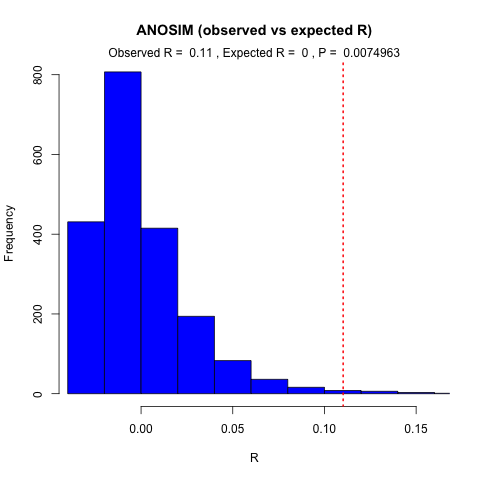 ANOSIM (observed vs expected R)
Observed R =  0.11 , Expected R =  0 , P =  0.0074963
800
600
400
200
0
Frequency
0.00 0.05 0.10 0.15
R